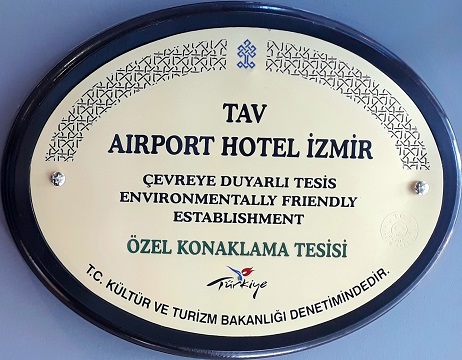 TAV
AIRPORT HOTEL İZMİR
ÇEVREYE DUYARLI TESİS
ENVIRONMENTALLY FRIENDLY
ESTABLISHMENT
ÖZEL KONAKLAMA TESİSİ
Türkiye
T.C. KÜLTÜR VE TURİZM BAKANLIĞI DENETİMİNDEDİR.